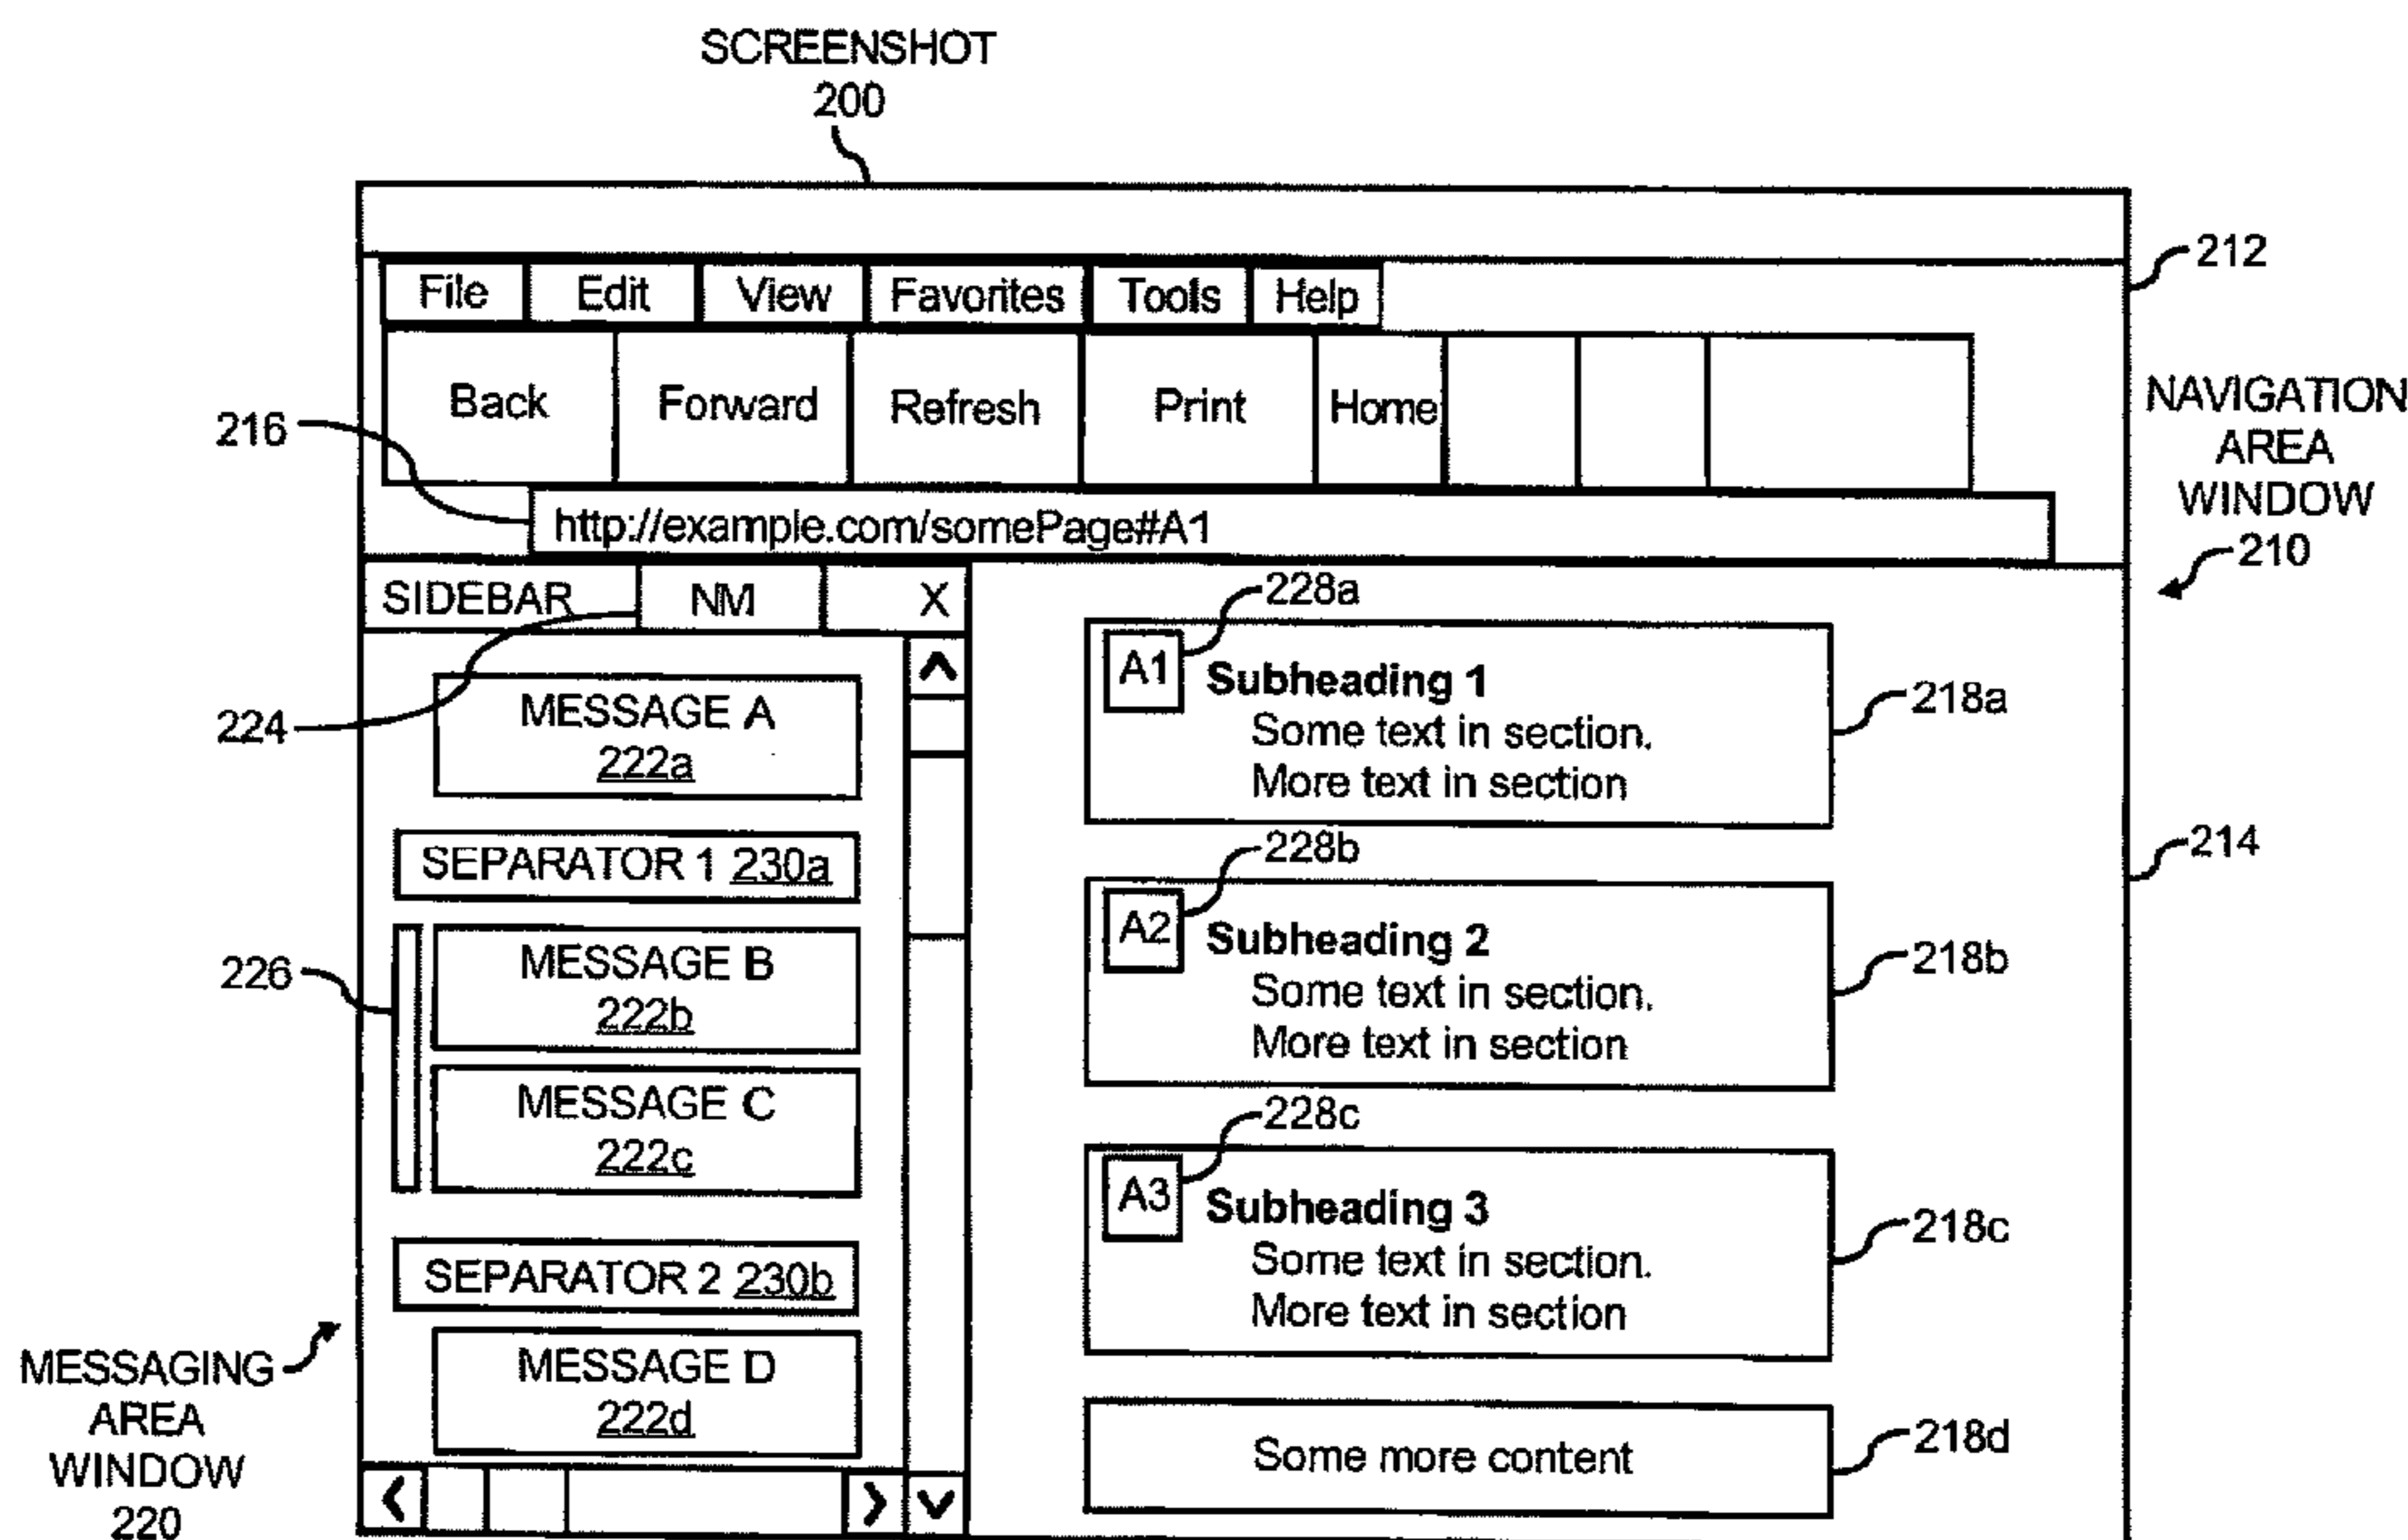 SCREENSHOT
200
212
File Edit View Favorites Tools Help
Back Forward Refresh Print Home
216
NAVIGATION
AREA
WINDOW
210
http://example.com/somePage#A1
SIDEBAR NM X
224
MESSAGE A
222a
SEPARATOR 1 230a
226
MESSAGE B
222b
MESSAGE C
222c
SEPARATOR 2 230b
MESSAGE D
222d
MESSAGING
AREA
WINDOW
220
228a
A1 Subheading 1
Some text in section.
More text in section
218a
214
228b
A2 Subheading 2
Some text in section.
More text in section
218b
228c
A3 Subheading 3
Some text in section.
More text in section
218c
Some more content
218d